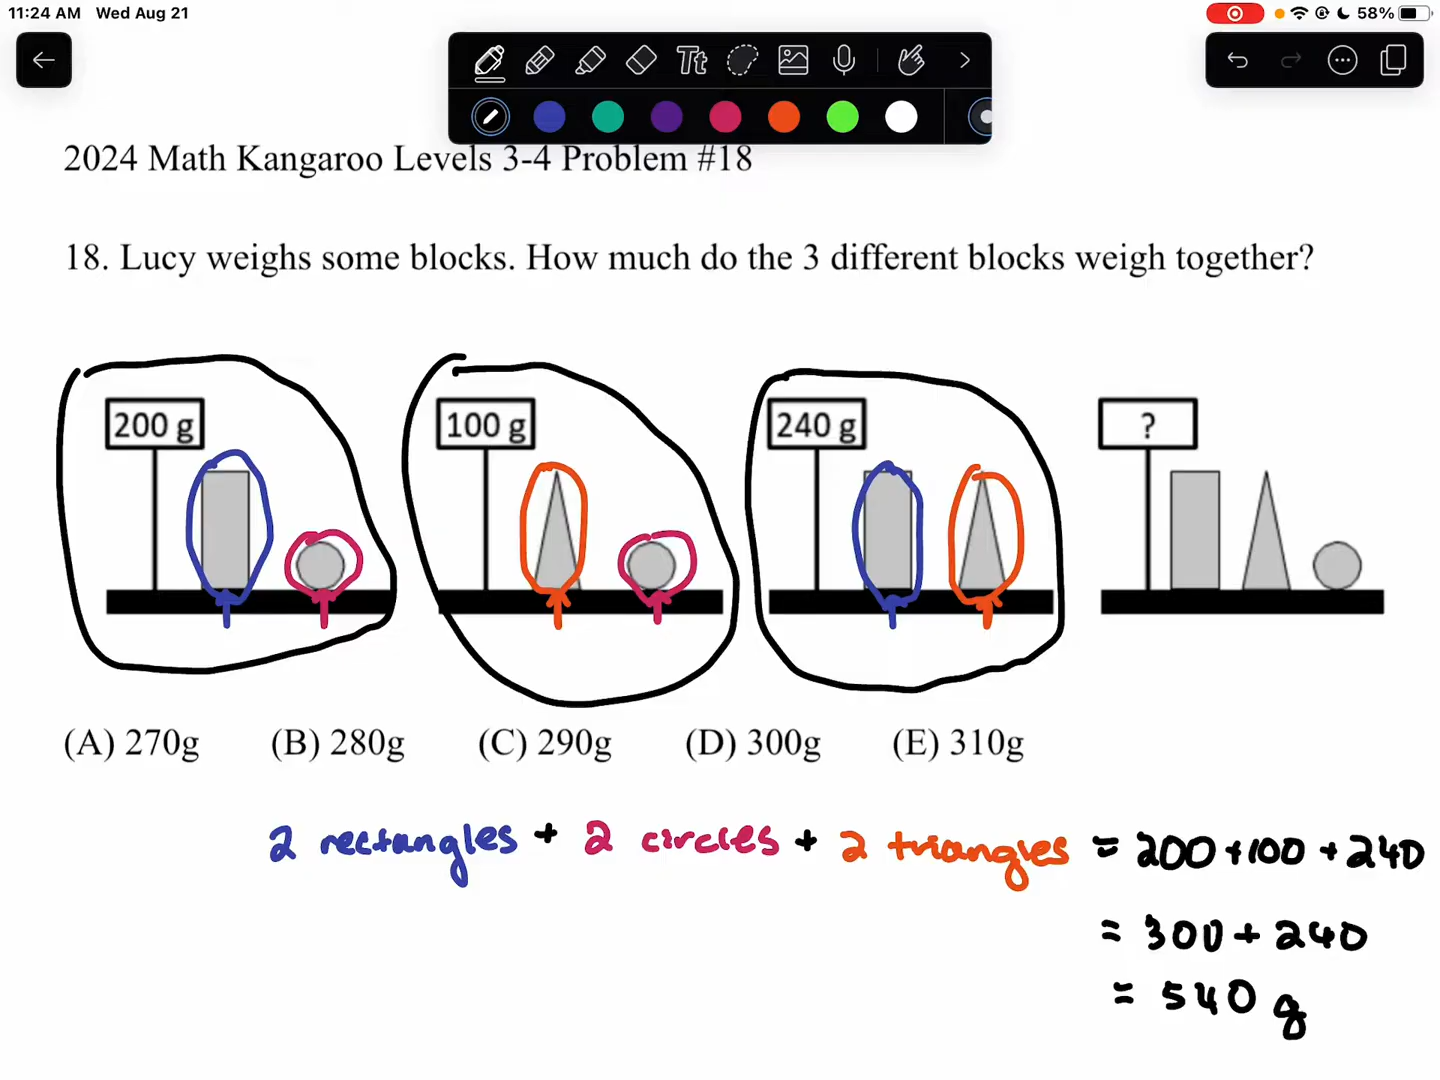 11:24 AM Wed Aug 21 58%
Tt
2024 Math Kangaroo Levels 3-4 Problem #18
18. Lucy weighs some blocks. How much do the 3 different blocks weigh together?
200 g 100 g 240 g ?
(A) 270g (B) 280g (C) 290g (D) 300g (E) 310g
2 rectangles + 2 circles + 2 triangles = 200+100+240
= 300+240
= 540 g